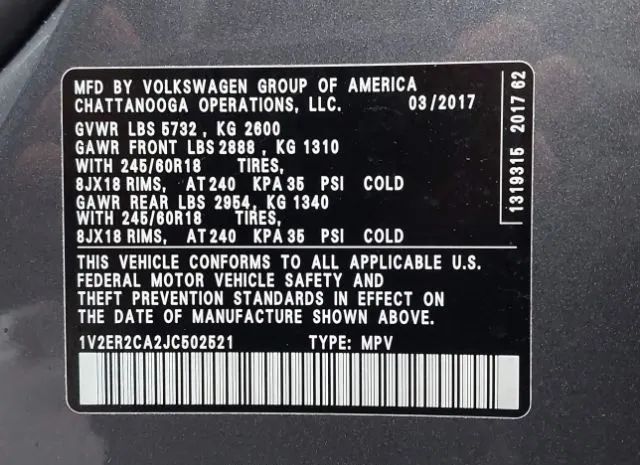 MFD BY VOLKSWAGEN GROUP OF AMERICA
CHATTANOOGA OPERATIONS, LLC. 03/2017
GVWR LBS 5732 , KG 2600
GAWR FRONT LBS 2888 , KG 1310
WITH 245/60R18 TIRES,
8JX18 RIMS, AT 240 KPA 35 PSI COLD
GAWR REAR LBS 2954 , KG 1340
WITH 245/60R18 TIRES,
8JX18 RIMS, AT 240 KPA 35 PSI COLD
THIS VEHICLE CONFORMS TO ALL APPLICABLE U.S.
FEDERAL MOTOR VEHICLE SAFETY AND
THEFT PREVENTION STANDARDS IN EFFECT ON
THE DATE OF MANUFACTURE SHOWN ABOVE.
1V2ER2CA2JC502521 TYPE: MPV
1319315 2017 62